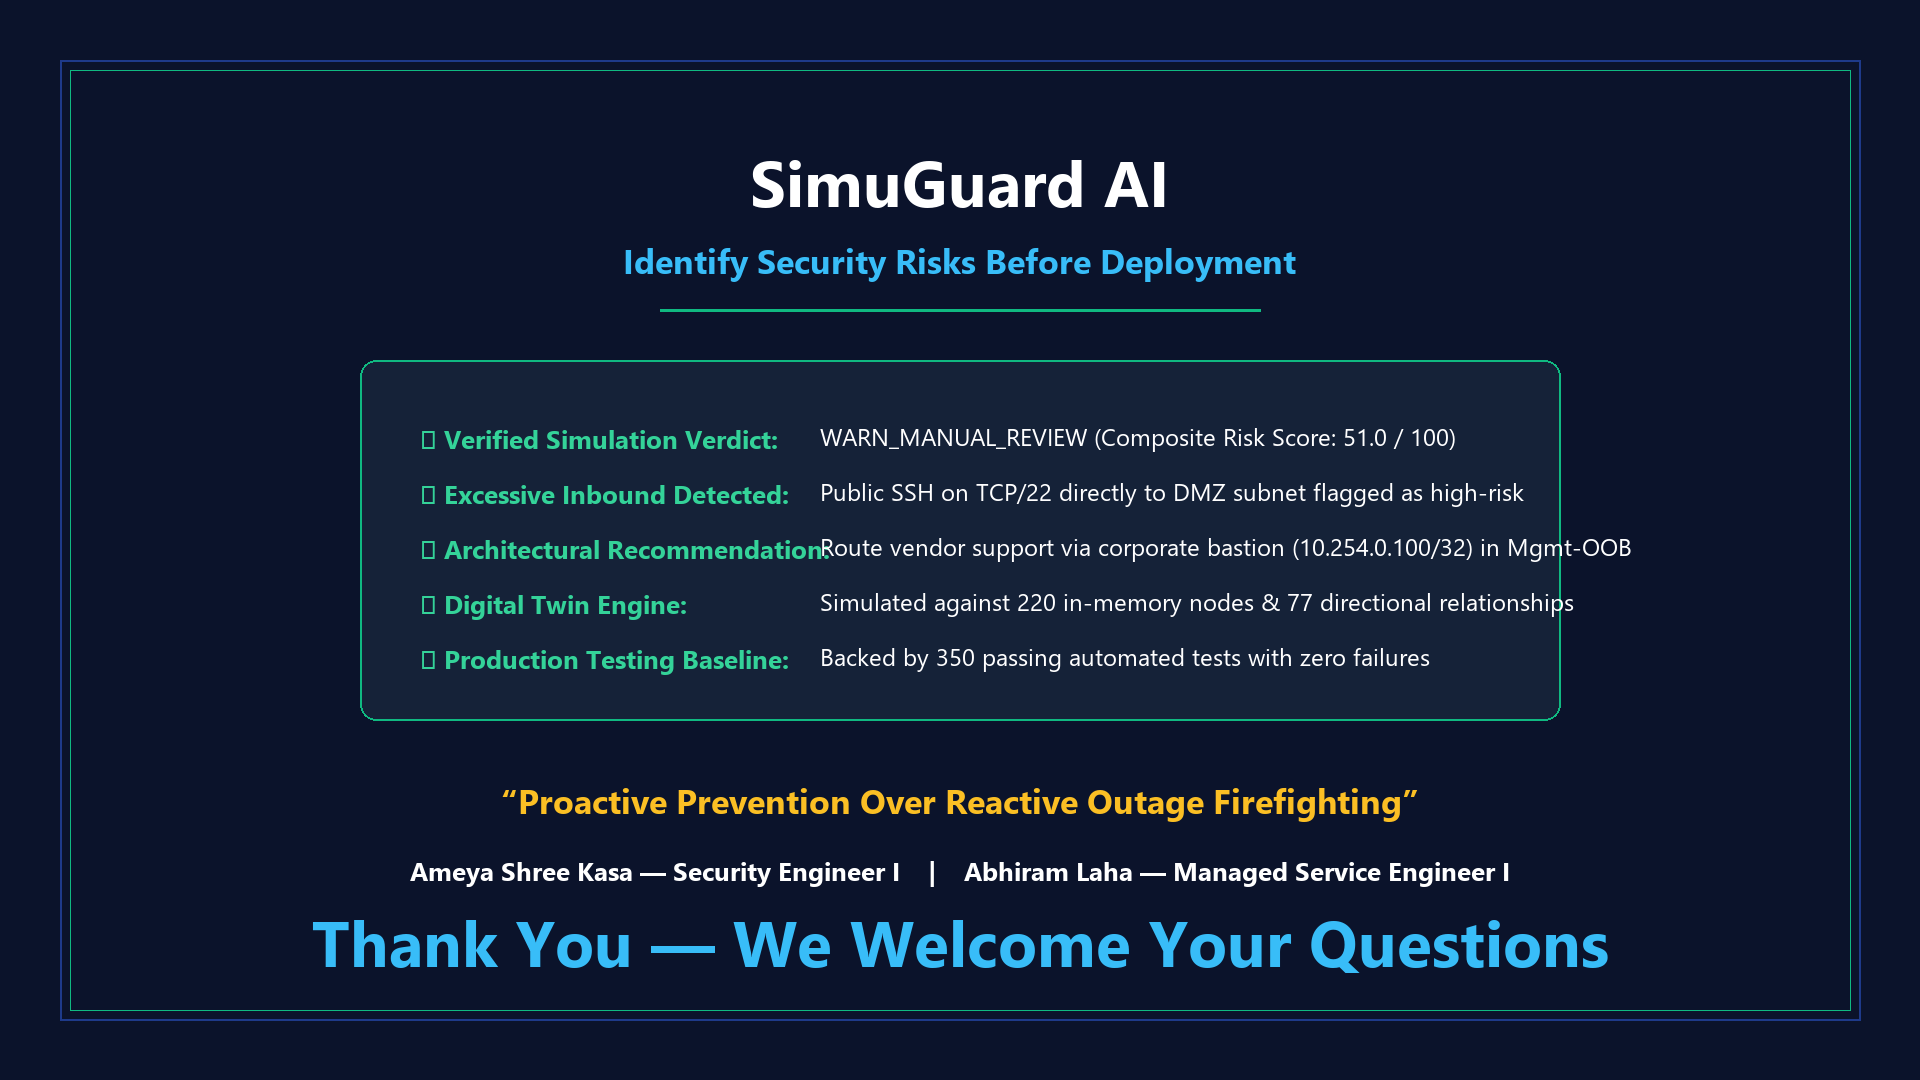 SimuGuard AI
Identify Security Risks Before Deployment
Verified Simulation Verdict: WARN_MANUAL_REVIEW (Composite Risk Score: 51.0 / 100)
Excessive Inbound Detected: Public SSH on TCP/22 directly to DMZ subnet flagged as high-risk
Architectural Recommendation: Route vendor support via corporate bastion (10.254.0.100/32) in Mgmt-OOB
Digital Twin Engine: Simulated against 220 in-memory nodes & 77 directional relationships
Production Testing Baseline: Backed by 350 passing automated tests with zero failures
“Proactive Prevention Over Reactive Outage Firefighting”
Ameya Shree Kasa — Security Engineer I | Abhiram Laha — Managed Service Engineer I
Thank You — We Welcome Your Questions